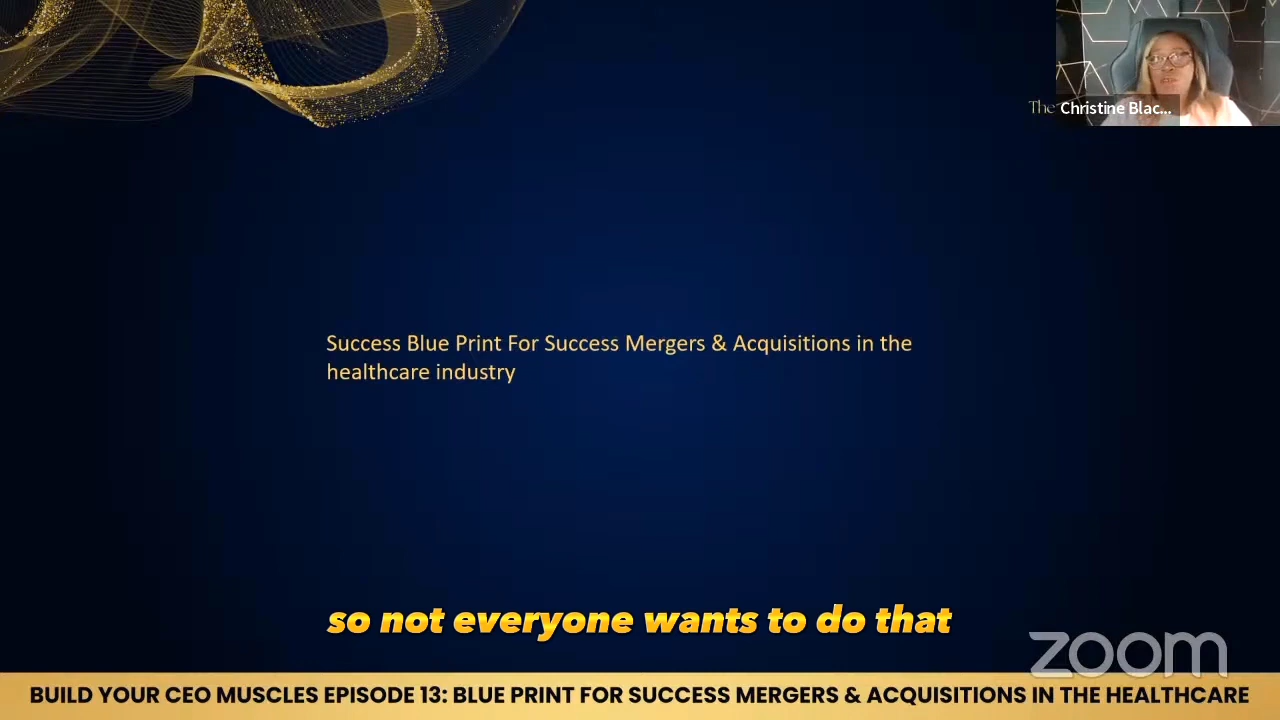 The
Christine Blac...
Success Blue Print For Success Mergers & Acquisitions in the
healthcare industry
so not everyone wants to do that
zoom
BUILD YOUR CEO MUSCLES EPISODE 13: BLUE PRINT FOR SUCCESS MERGERS & ACQUISITIONS IN THE HEALTHCARE